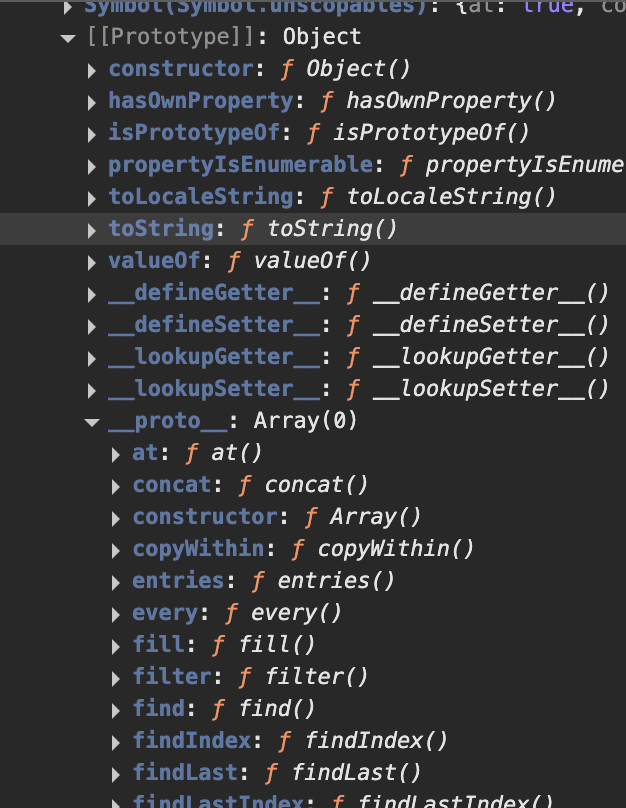 Symbol(Symbol.unscopables): {at: true, co
[[Prototype]]: Object
constructor: ƒ Object()
hasOwnProperty: ƒ hasOwnProperty()
isPrototypeOf: ƒ isPrototypeOf()
propertyIsEnumerable: ƒ propertyIsEnume
toLocaleString: ƒ toLocaleString()
toString: ƒ toString()
valueOf: ƒ valueOf()
__defineGetter__: ƒ __defineGetter__()
__defineSetter__: ƒ __defineSetter__()
__lookupGetter__: ƒ __lookupGetter__()
__lookupSetter__: ƒ __lookupSetter__()
__proto__: Array(0)
at: ƒ at()
concat: ƒ concat()
constructor: ƒ Array()
copyWithin: ƒ copyWithin()
entries: ƒ entries()
every: ƒ every()
fill: ƒ fill()
filter: ƒ filter()
find: ƒ find()
findIndex: ƒ findIndex()
findLast: ƒ findLast()
findLastIndex: ƒ findLastIndex()